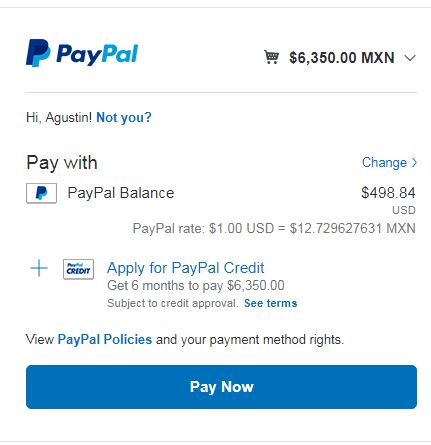 PayPal $6,350.00 MXN
Hi, Agustin! Not you?
Pay with Change >
PayPal Balance $498.84
USD
PayPal rate: $1.00 USD = $12.729627631 MXN
PayPal CREDIT Apply for PayPal Credit
Get 6 months to pay $6,350.00
Subject to credit approval. See terms
View PayPal Policies and your payment method rights.
Pay Now